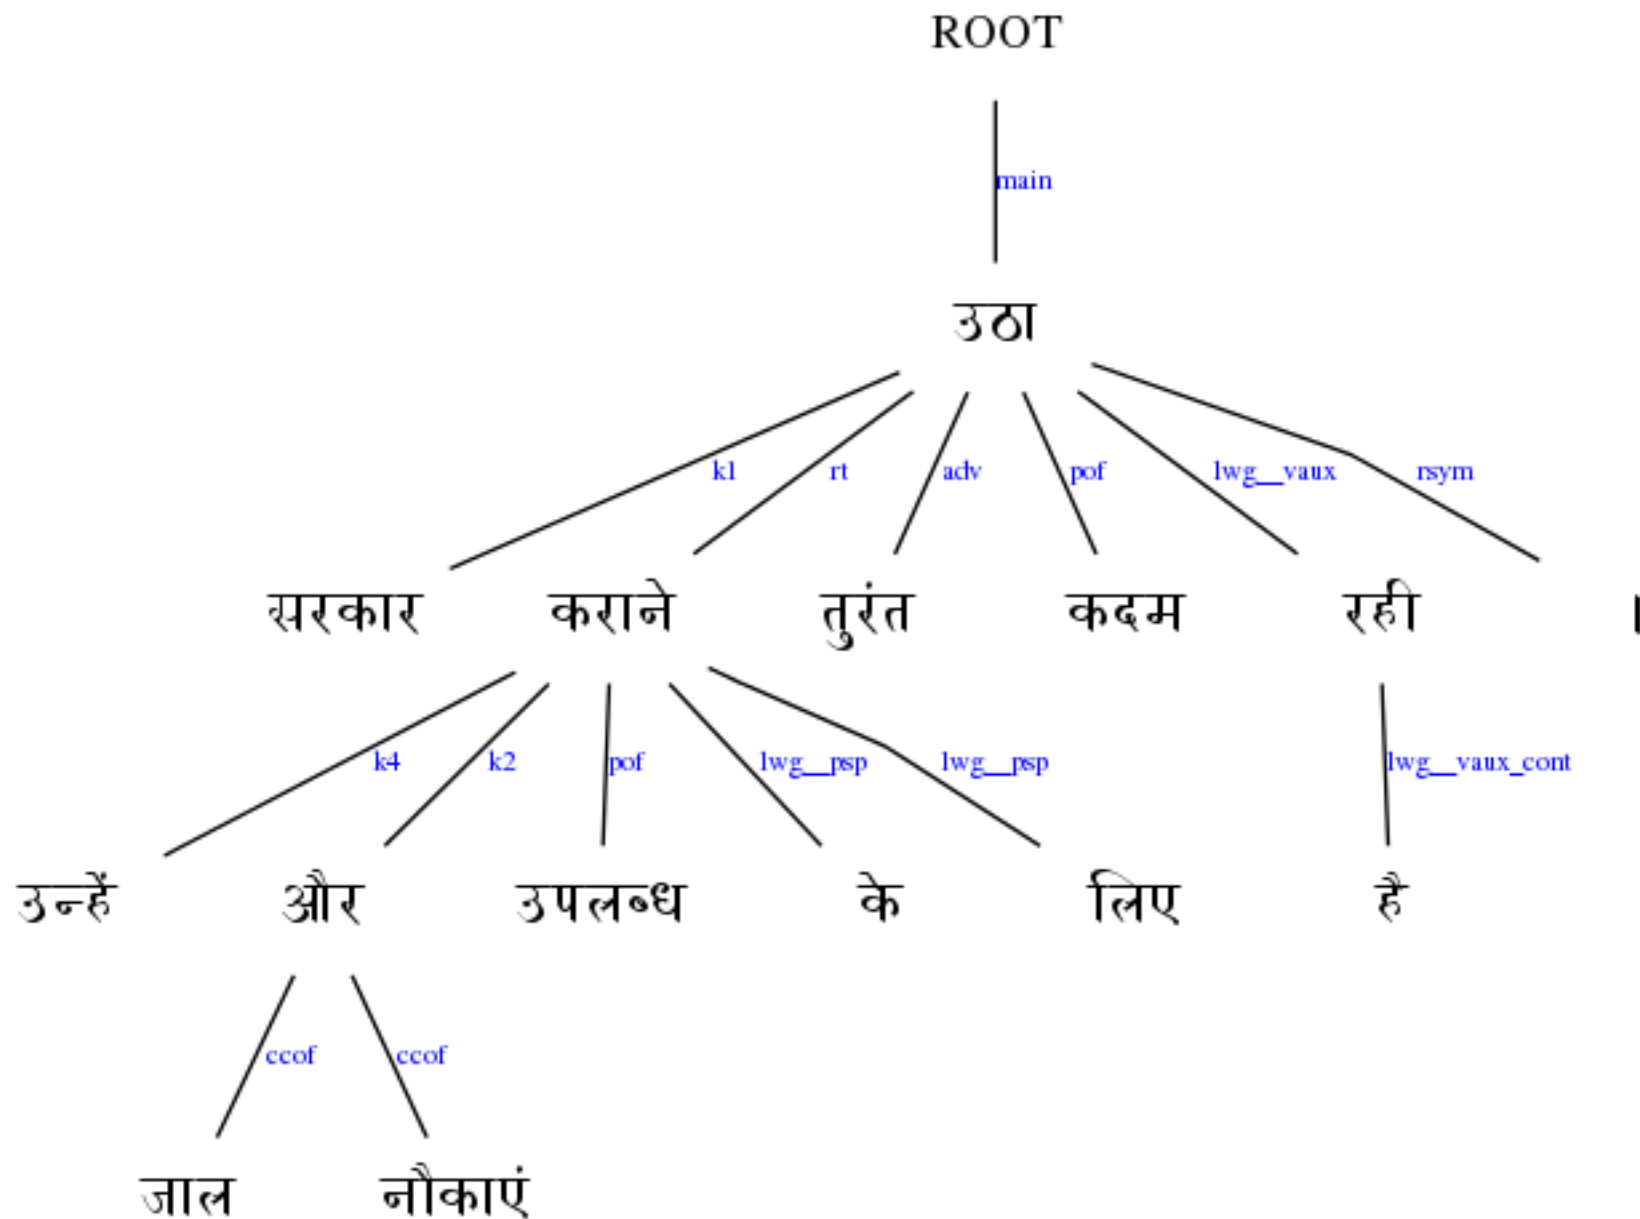 ROOT
main
उठा
k1 rt adv pof lwg__vaux rsym
सरकार कराने तुरंत कदम रही ।
k4 k2 pof lwg__psp lwg__psp lwg__vaux_cont
उन्हें और उपलब्ध के लिए है
ccof ccof
जाल नौकाएं